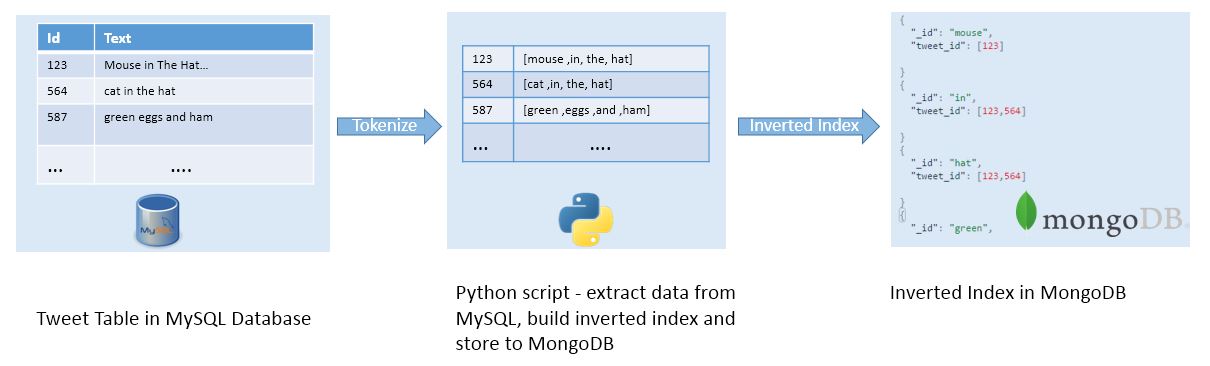 Id Text
123 Mouse in The Hat...
564 cat in the hat
587 green eggs and ham
... ....
MySQL
Tweet Table in MySQL Database
Tokenize
123 [mouse ,in, the, hat]
564 [cat ,in, the, hat]
587 [green ,eggs ,and ,ham]
... ....
Python script - extract data from
MySQL, build inverted index and
store to MongoDB
Inverted Index
{
"_id": "mouse",
"tweet_id": [123]
}
{
"_id": "in",
"tweet_id": [123,564]
}
{
"_id": "hat",
"tweet_id": [123,564]
}
{
"_id": "green",
mongoDB
Inverted Index in MongoDB